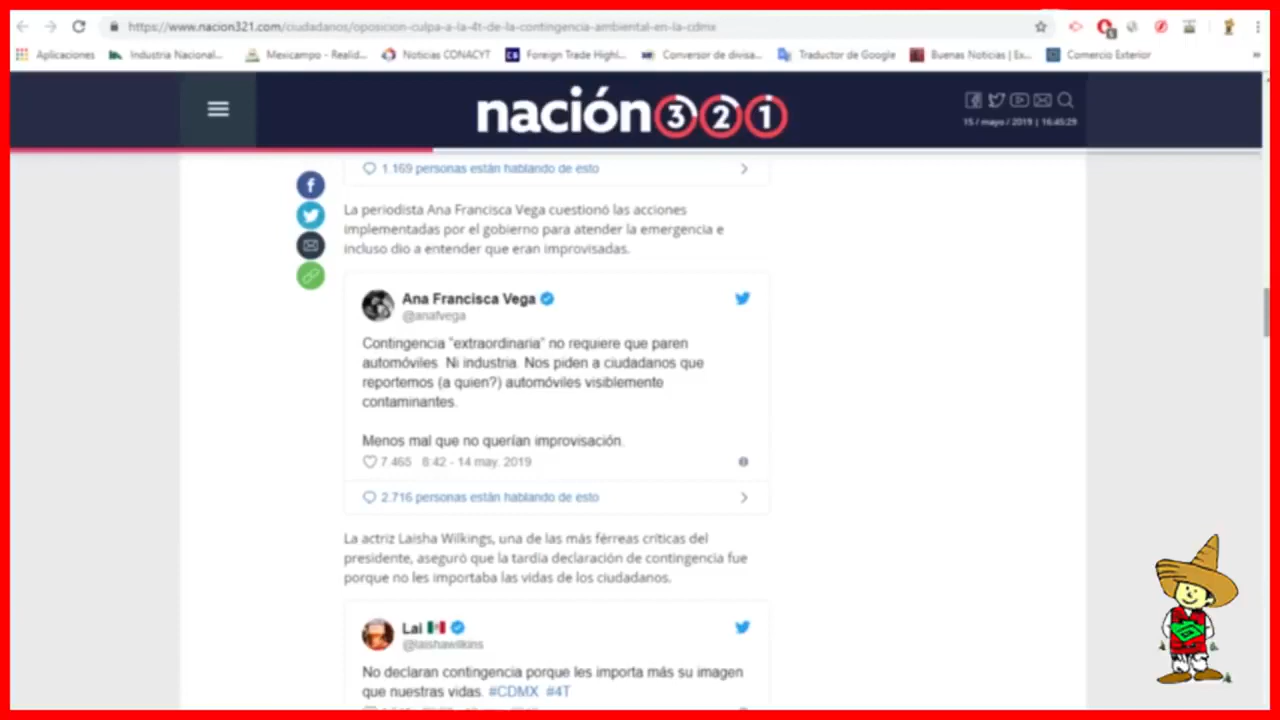 https://www.nacion321.com/ciudadanos/oposicion-culpa-a-la-4t-de-la-contingencia-ambiental-en-la-cdmx
Aplicaciones Industria Nacional... Mexicampo - Realid... Noticias CONACYT Foreign Trade Highl... Conversor de divisa... Traductor de Google Buenas Noticias | Ex... Comercio Exterior »
nación321
15 / mayo / 2019 | 16:45:29
1.169 personas están hablando de esto
La periodista Ana Francisca Vega cuestionó las acciones
implementadas por el gobierno para atender la emergencia e
incluso dio a entender que eran improvisadas.
Ana Francisca Vega
@anafvega
Contingencia "extraordinaria" no requiere que paren
automóviles. Ni industria. Nos piden a ciudadanos que
reportemos (a quien?) automóviles visiblemente
contaminantes.
Menos mal que no querían improvisación.
7.465 8:42 - 14 may. 2019
2.716 personas están hablando de esto
La actriz Laisha Wilkings, una de las más férreas críticas del
presidente, aseguró que la tardía declaración de contingencia fue
porque no les importaba las vidas de los ciudadanos.
Lai
@laishawilkins
No declaran contingencia porque les importa más su imagen
que nuestras vidas. #CDMX #4T